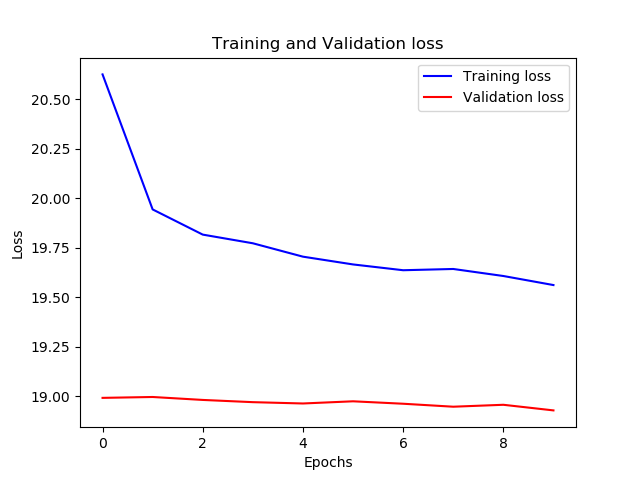 Training and Validation loss
Training loss
Validation loss
20.50
20.25
20.00
19.75
19.50
19.25
19.00
Loss
0
2
4
6
8
Epochs